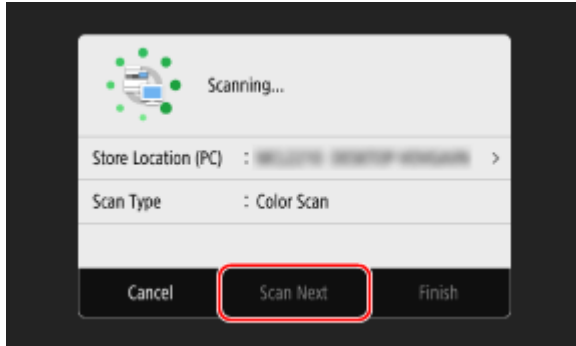 Scanning...
Store Location (PC) :
Scan Type : Color Scan
Cancel Scan Next Finish